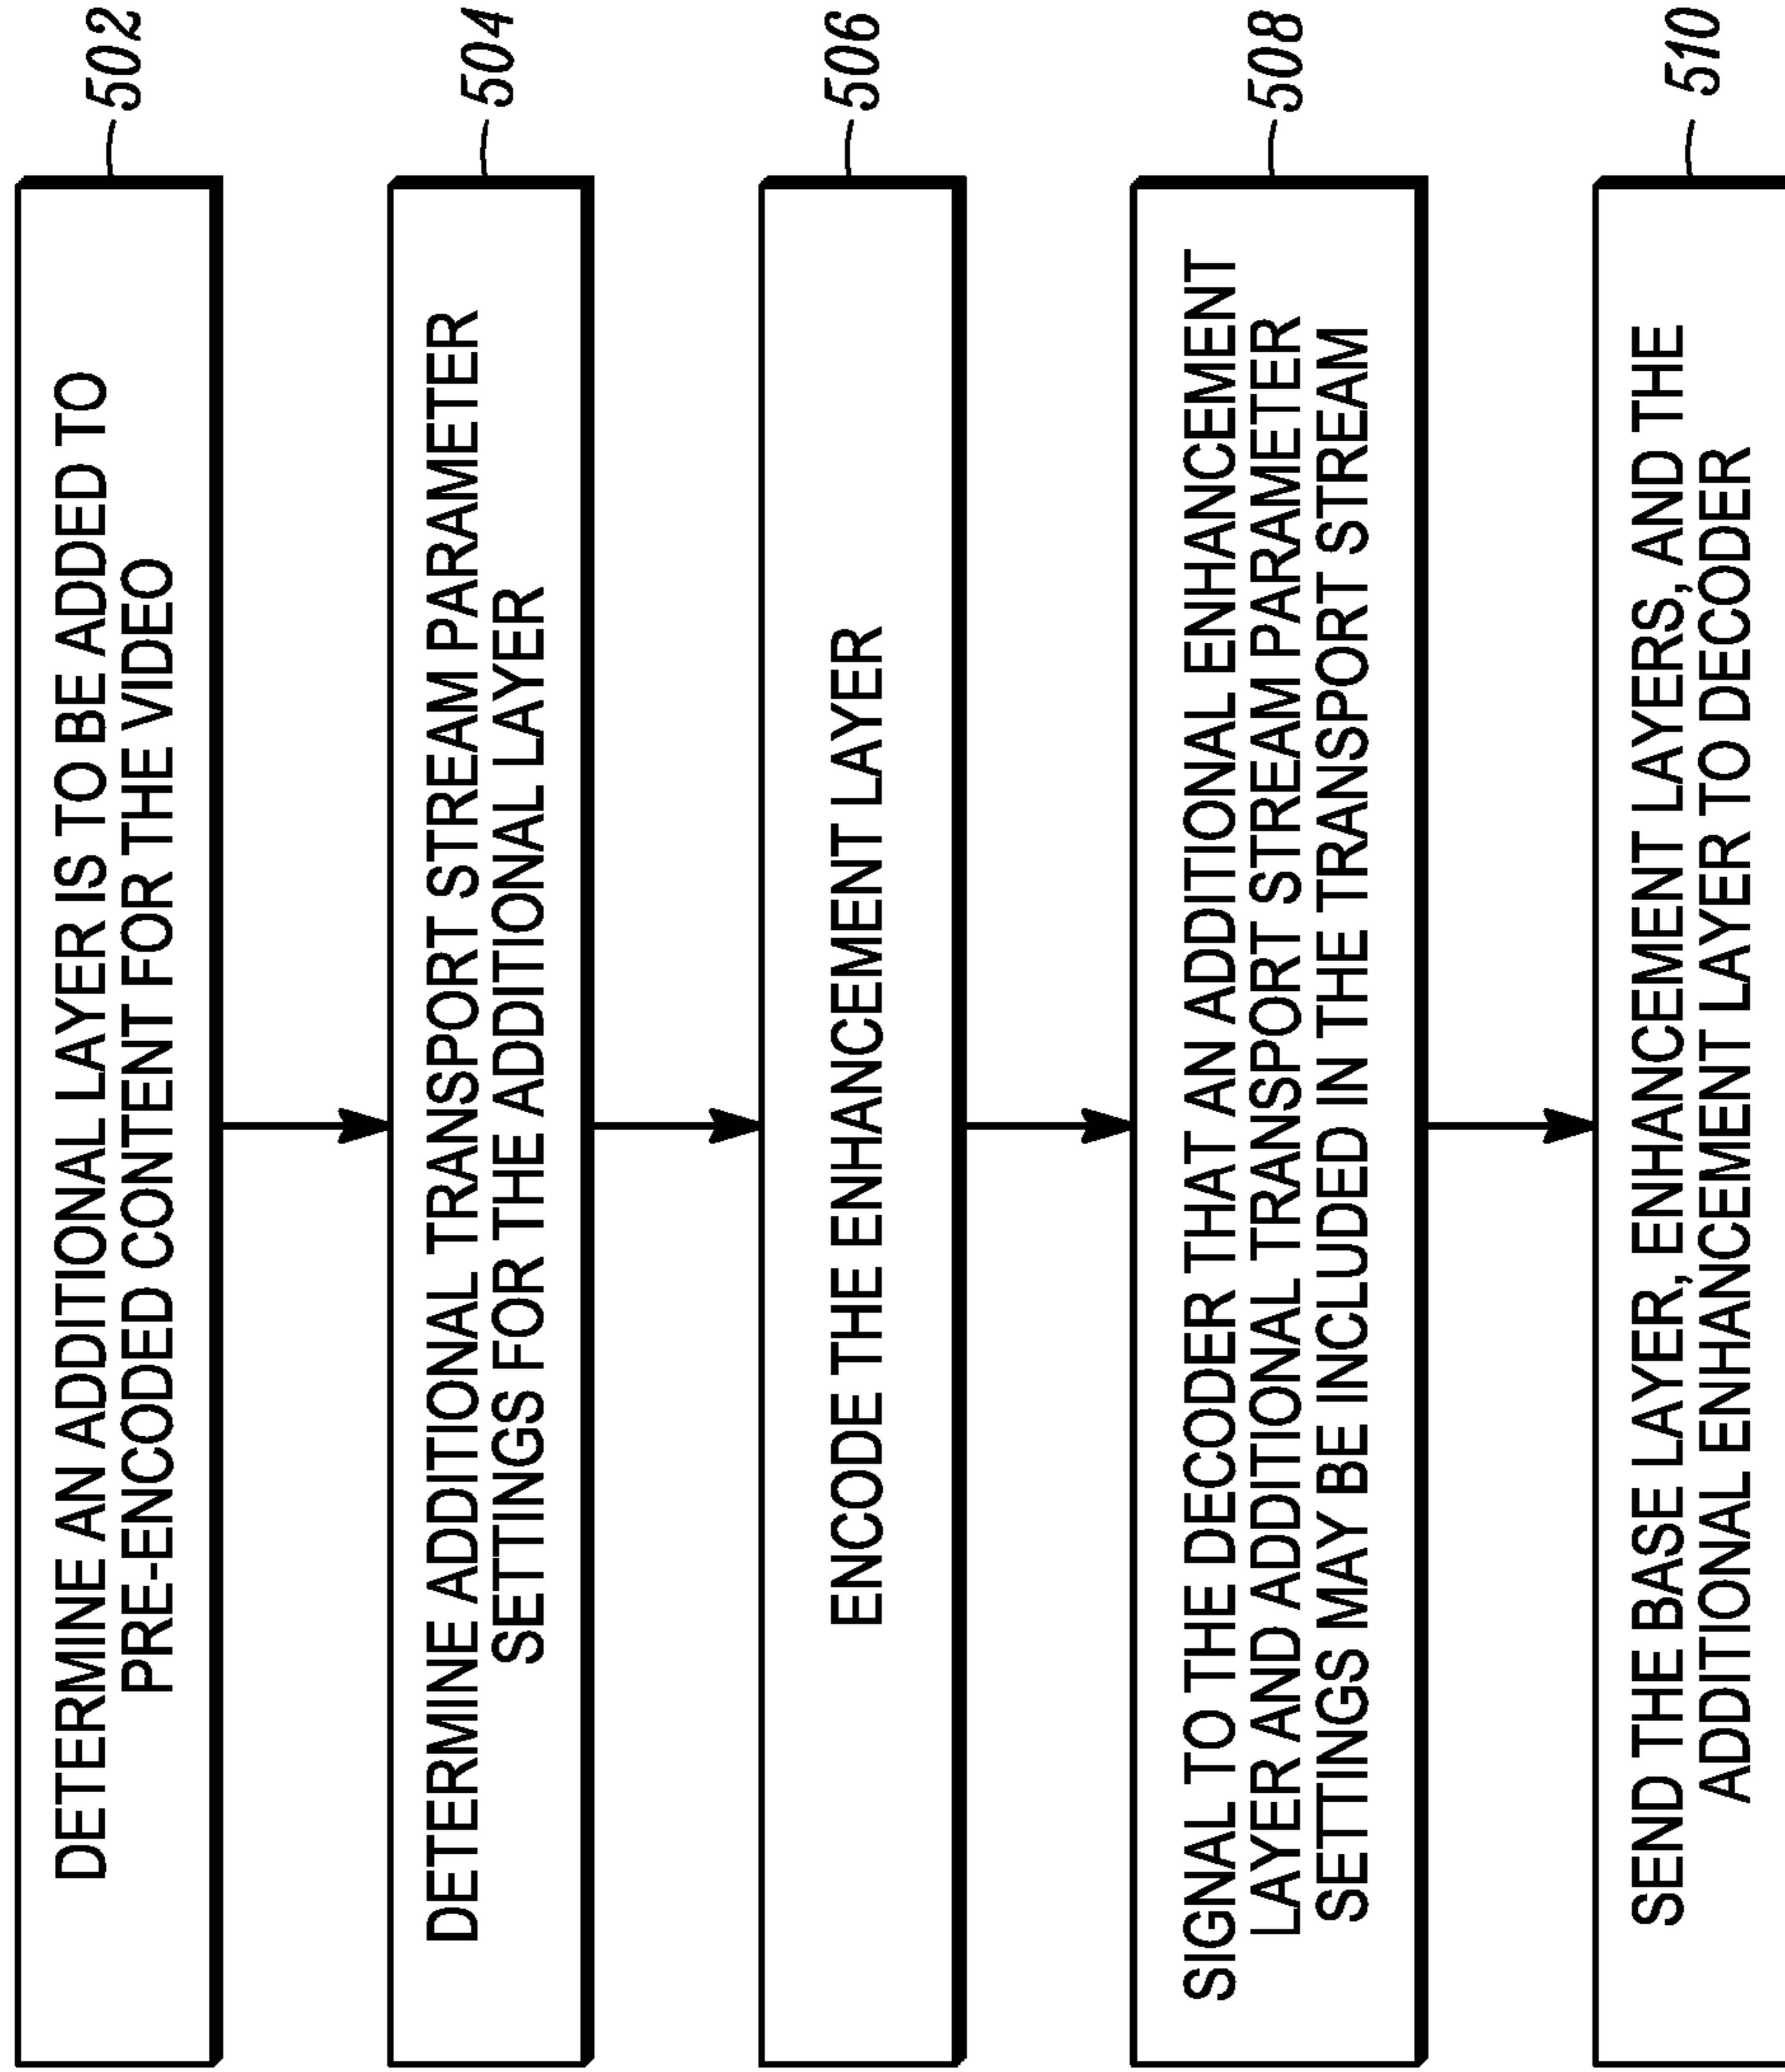 DETERMINE AN ADDITIONAL LAYER IS TO BE ADDED TO
PRE-ENCODED CONTENT FOR THE VIDEO
502
DETERMINE ADDITIONAL TRANSPORT STREAM PARAMETER
SETTINGS FOR THE ADDITIONAL LAYER
504
ENCODE THE ENHANCEMENT LAYER
506
SIGNAL TO THE DECODER THAT AN ADDITIONAL ENHANCEMENT
LAYER AND ADDITIONAL TRANSPORT STREAM PARAMETER
SETTINGS MAY BE INCLUDED IN THE TRANSPORT STREAM
508
SEND THE BASE LAYER, ENHANCEMENT LAYERS, AND THE
ADDITIONAL ENHANCEMENT LAYER TO DECODER
510